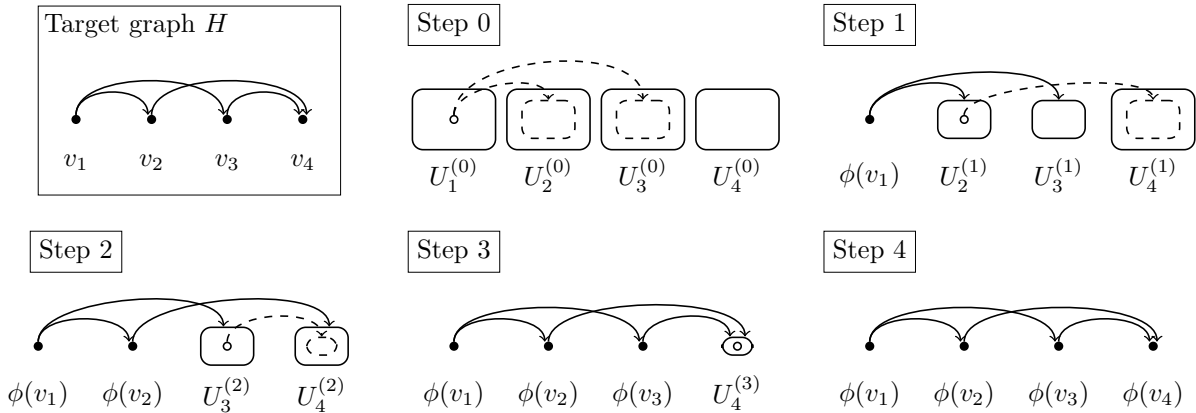 Target graph H
v₁ v₂ v₃ v₄
Step 0
U₁⁽⁰⁾ U₂⁽⁰⁾ U₃⁽⁰⁾ U₄⁽⁰⁾
Step 1
ϕ(v₁) U₂⁽¹⁾ U₃⁽¹⁾ U₄⁽¹⁾
Step 2
ϕ(v₁) ϕ(v₂) U₃⁽²⁾ U₄⁽²⁾
Step 3
ϕ(v₁) ϕ(v₂) ϕ(v₃) U₄⁽³⁾
Step 4
ϕ(v₁) ϕ(v₂) ϕ(v₃) ϕ(v₄)